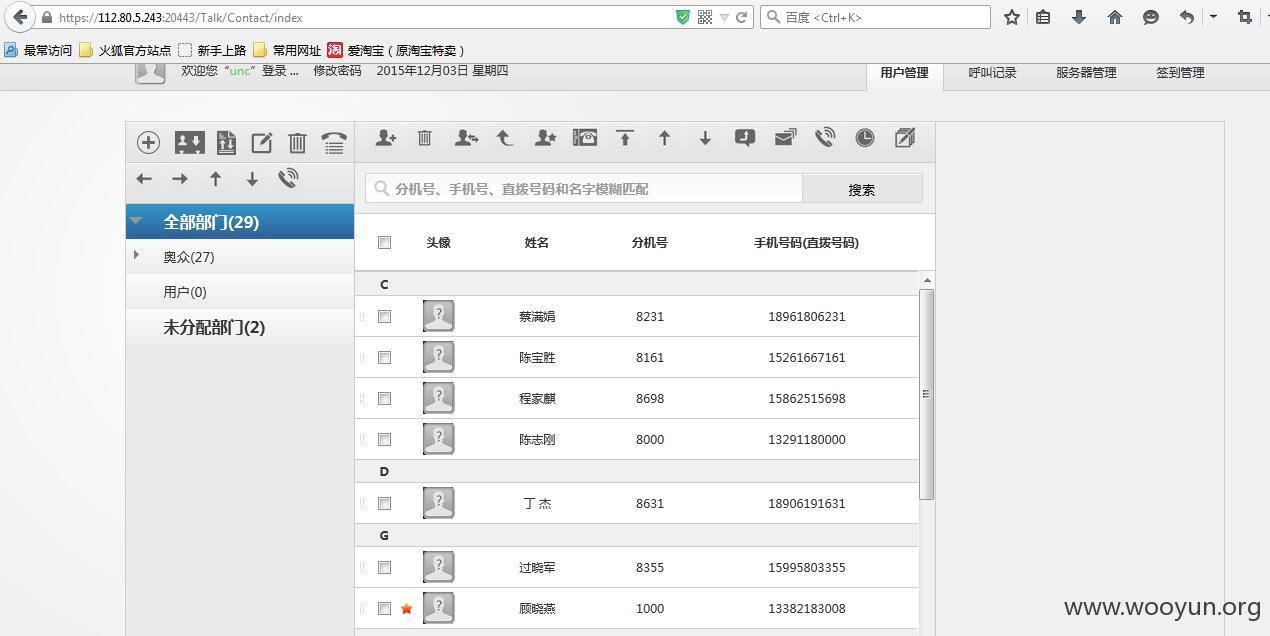 https://112.80.5.243:20443/Talk/Contact/index
百度 <Ctrl+K>
最常访问 火狐官方站点 新手上路 常用网址 淘 爱淘宝（原淘宝特卖）
欢迎您 “unc” 登录 ... 修改密码 2015年12月03日 星期四 用户管理 呼叫记录 服务器管理 签到管理
分机号、手机号、直拨号码和名字模糊匹配 搜索
全部部门(29)
奥众(27)
用户(0)
未分配部门(2)
头像 姓名 分机号 手机号码(直拨号码)
C
蔡满娟 8231 18961806231
陈宝胜 8161 15261667161
程家麒 8698 15862515698
陈志刚 8000 13291180000
D
丁 杰 8631 18906191631
G
过晓军 8355 15995803355
顾晓燕 1000 13382183008
www.wooyun.org